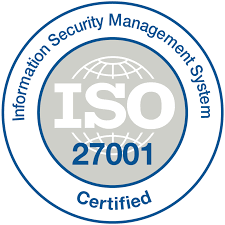 Information Security Management System
ISO
27001
Certified